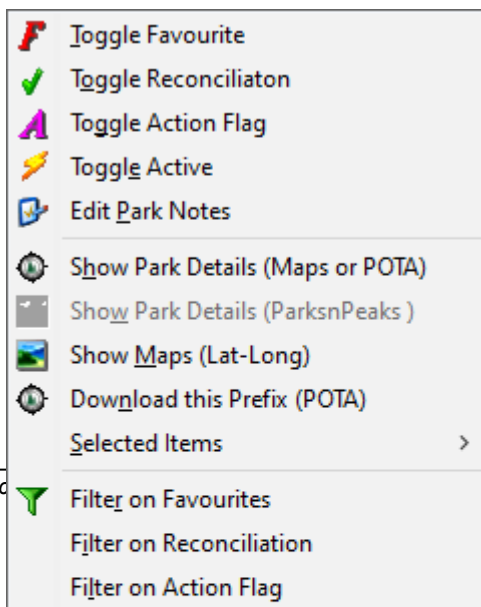 Toggle Favourite
Toggle Reconciliaton
Toggle Action Flag
Toggle Active
Edit Park Notes
Show Park Details (Maps or POTA)
Show Park Details (ParksnPeaks )
Show Maps (Lat-Long)
Download this Prefix (POTA)
Selected Items
Filter on Favourites
Filter on Reconciliation
Filter on Action Flag